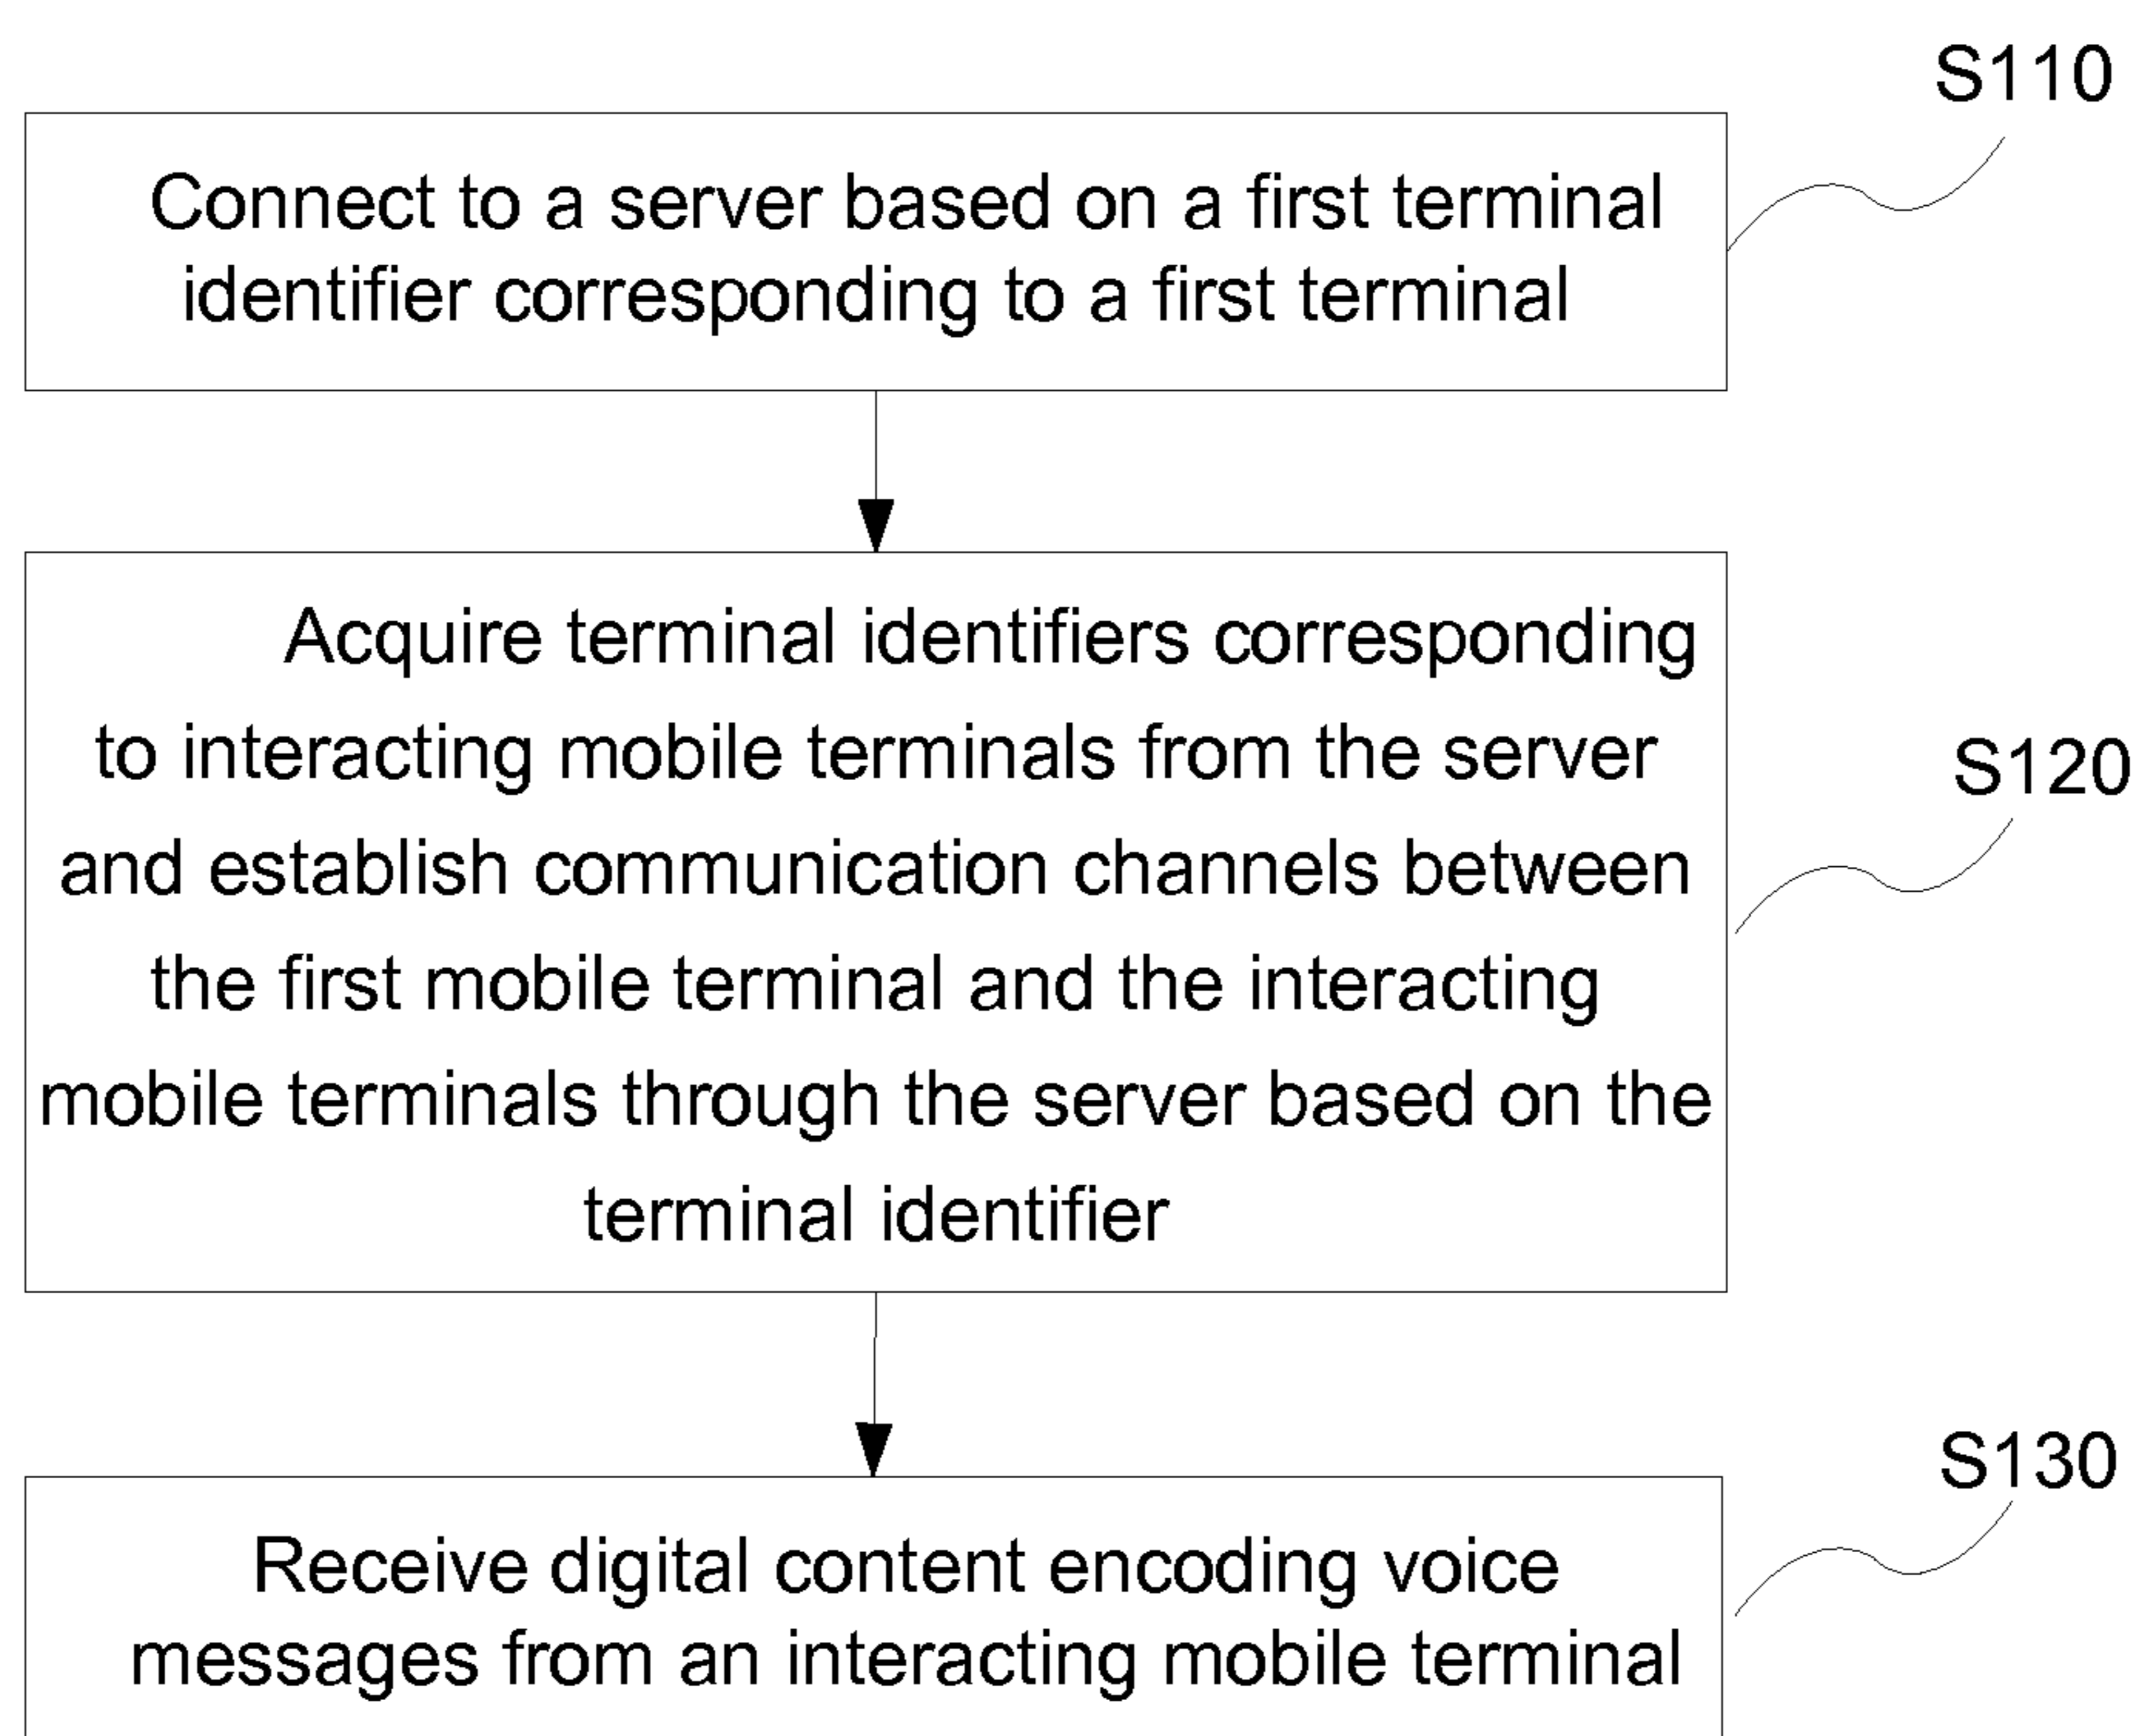 S110
Connect to a server based on a first terminal
identifier corresponding to a first terminal
Acquire terminal identifiers corresponding
to interacting mobile terminals from the server
and establish communication channels between
the first mobile terminal and the interacting
mobile terminals through the server based on the
terminal identifier
S120
S130
Receive digital content encoding voice
messages from an interacting mobile terminal